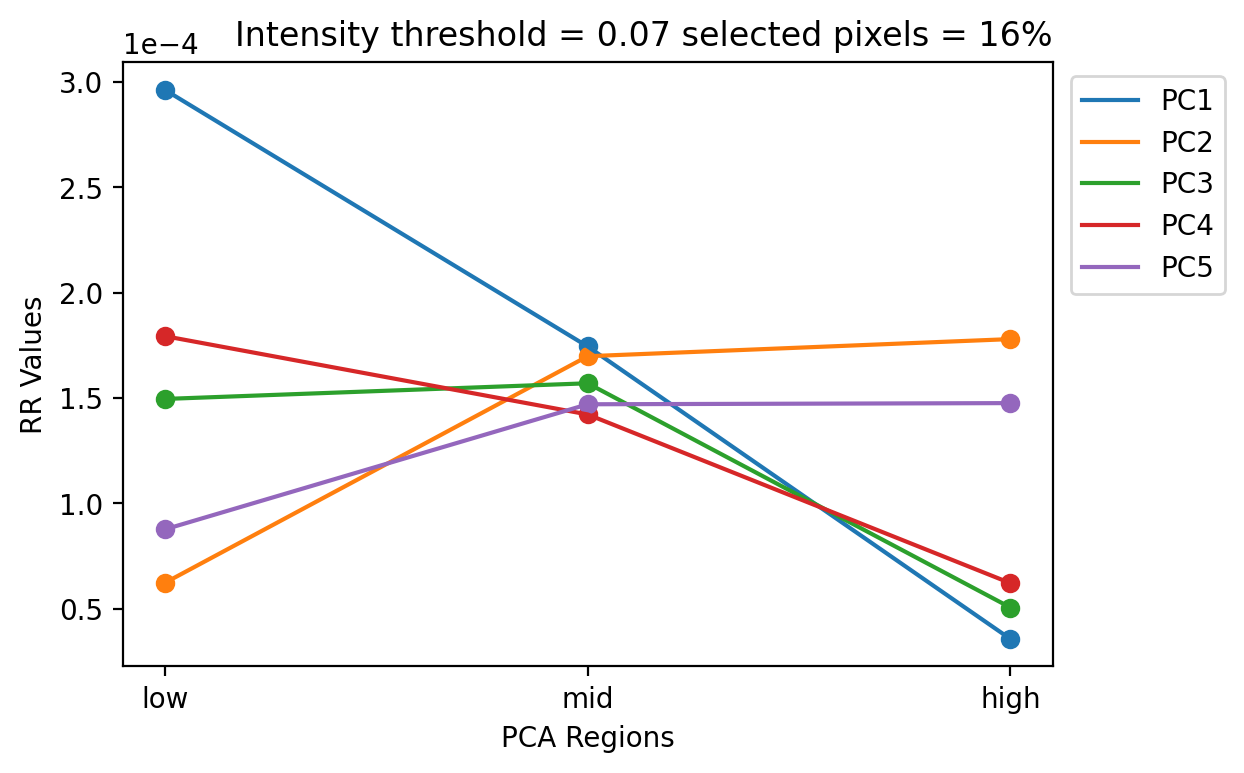 Intensity threshold = 0.07 selected pixels = 16%
1e−4
3.0
2.5
2.0
1.5
1.0
0.5
RR Values
low
mid
high
PCA Regions
PC1
PC2
PC3
PC4
PC5